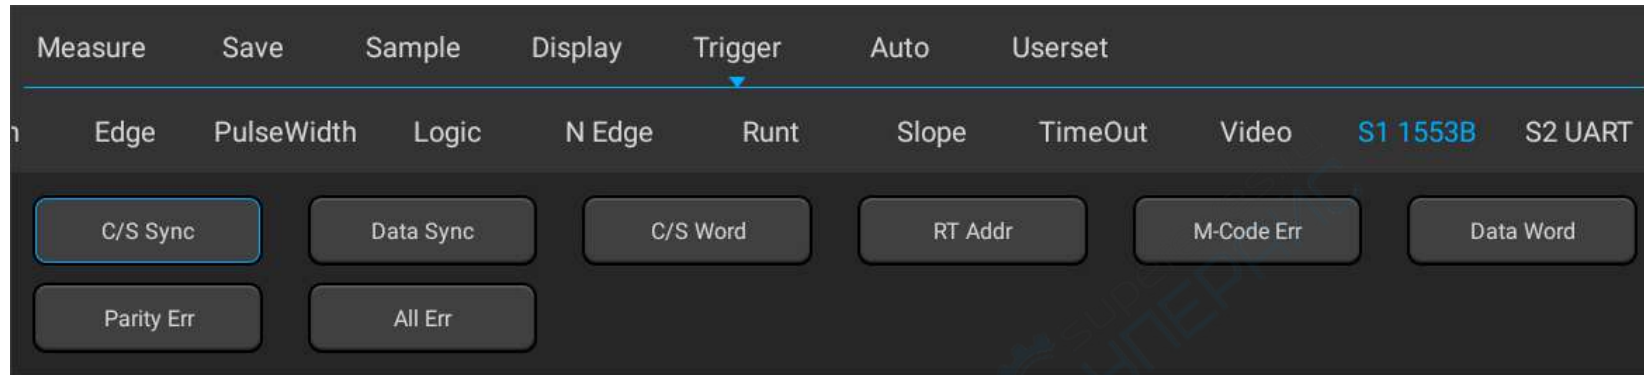 Measure Save Sample Display Trigger Auto Userset
Edge PulseWidth Logic N Edge Runt Slope TimeOut Video S1 1553B S2 UART
C/S Sync Data Sync C/S Word RT Addr M-Code Err Data Word
Parity Err All Err